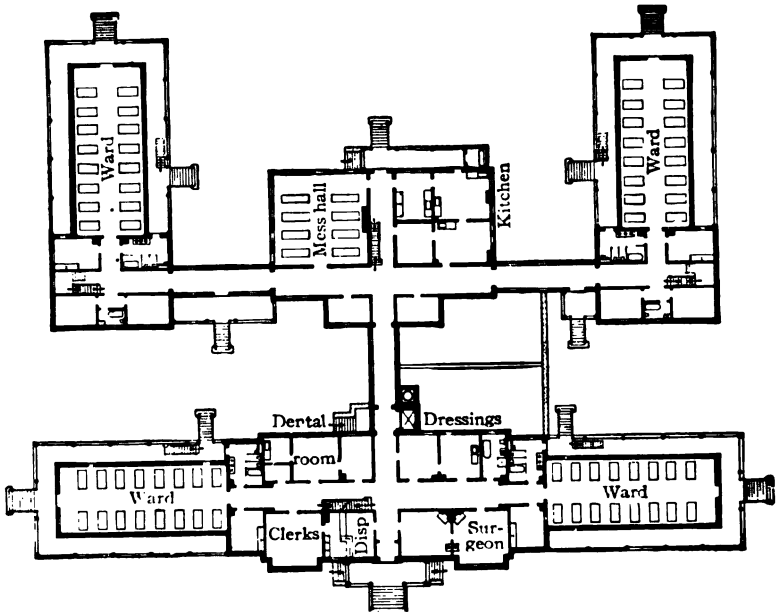 Ward
Ward
Mess hall
Kitchen
Dental
room
Dressings
Ward
Ward
Clerks
Disp
Sur-
geon